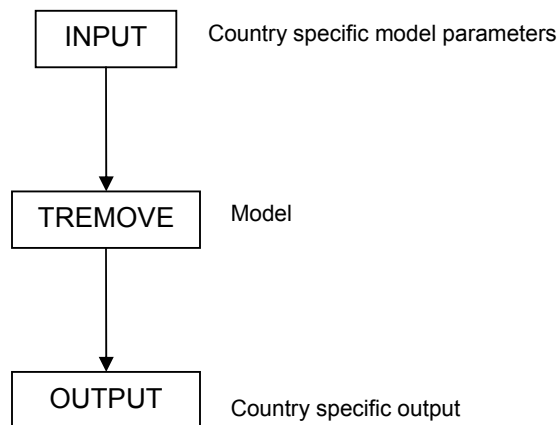 INPUT
Country specific model parameters
TREMOVE
Model
OUTPUT
Country specific output